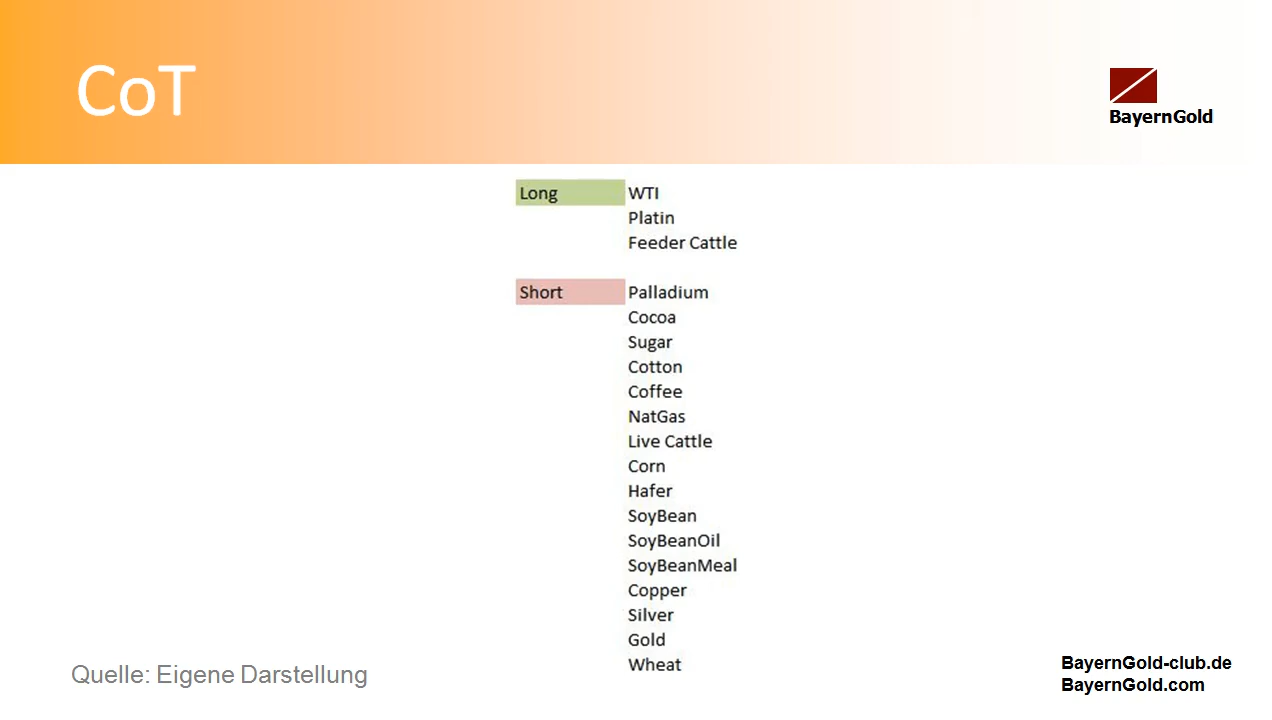 CoT
BayernGold
Long WTI
Platin
Feeder Cattle
Short Palladium
Cocoa
Sugar
Cotton
Coffee
NatGas
Live Cattle
Corn
Hafer
SoyBean
SoyBeanOil
SoyBeanMeal
Copper
Silver
Gold
Wheat
Quelle: Eigene Darstellung
BayernGold-club.de
BayernGold.com